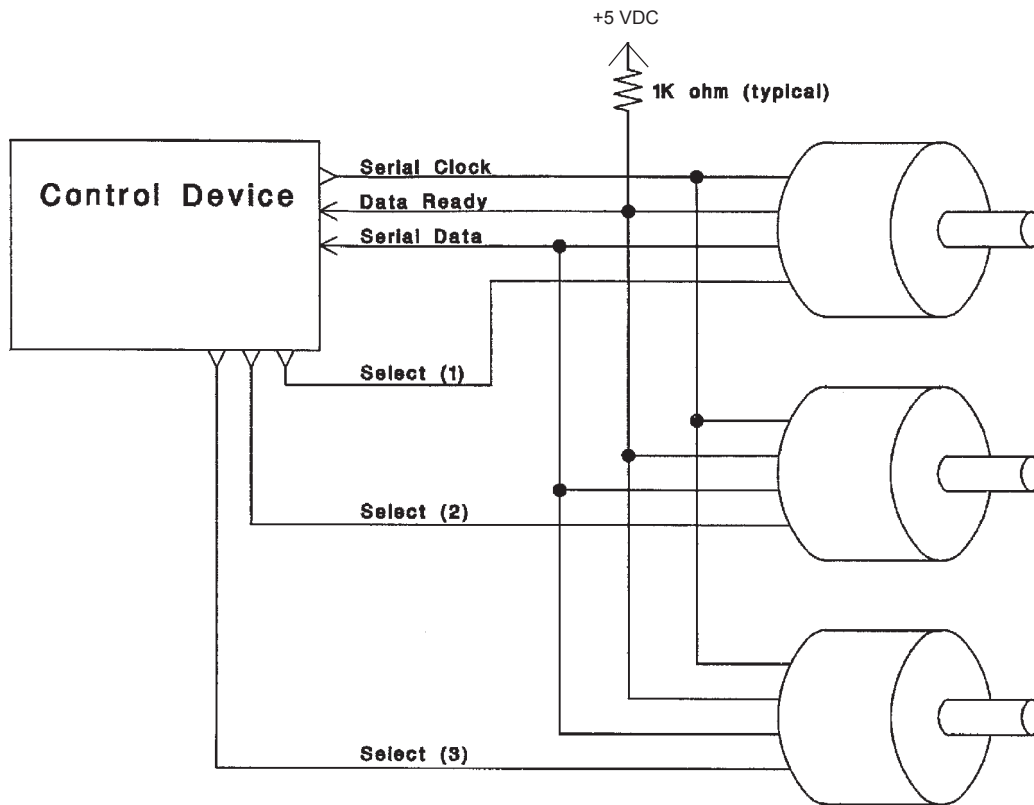 +5 VDC
1K ohm (typical)
Control Device
Serial Clock
Data Ready
Serial Data
Select (1)
Select (2)
Select (3)